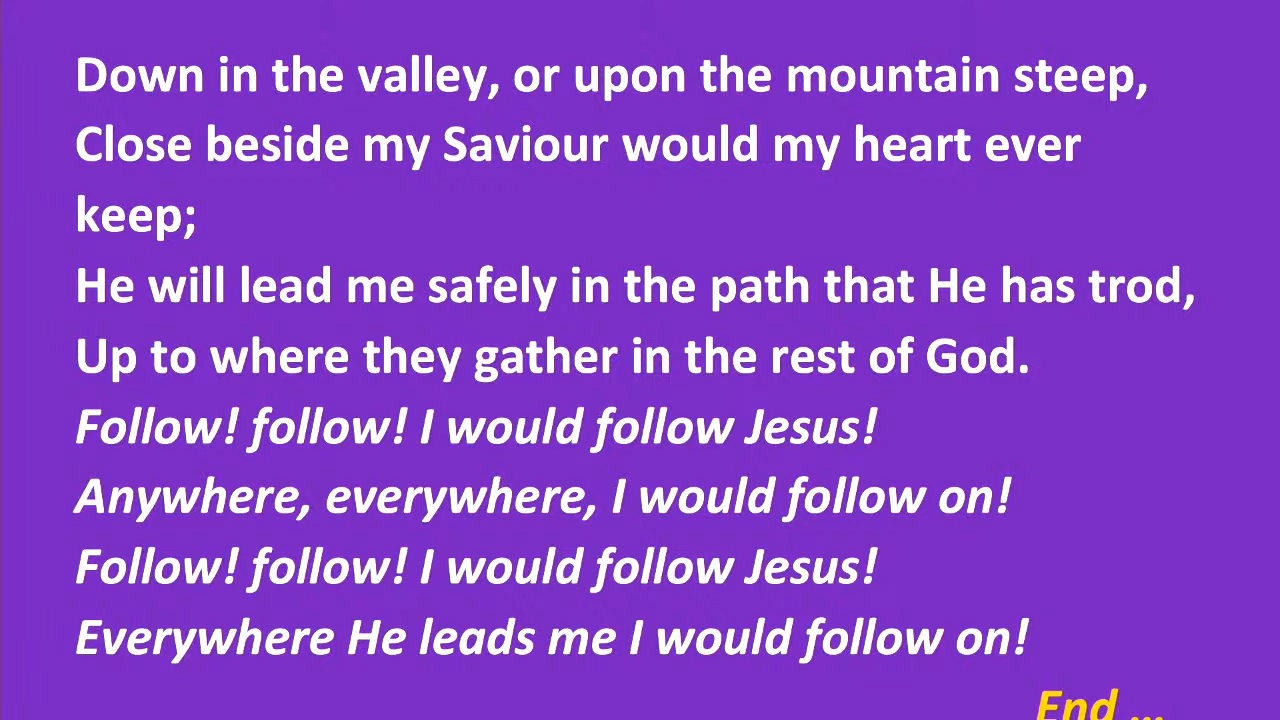 Down in the valley, or upon the mountain steep,
Close beside my Saviour would my heart ever
keep;
He will lead me safely in the path that He has trod,
Up to where they gather in the rest of God.
Follow! follow! I would follow Jesus!
Anywhere, everywhere, I would follow on!
Follow! follow! I would follow Jesus!
Everywhere He leads me I would follow on!
End ...